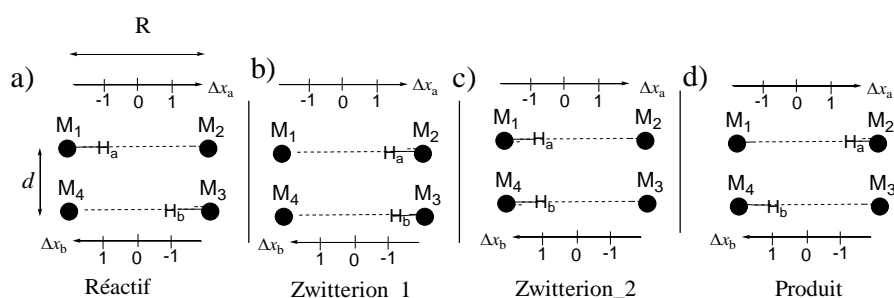 R
a)
Δxa
-1 0 1
M1 M2
Ha
d
M4 M3
Hb
Δxb
1 0 -1
Réactif
b)
Δxa
-1 0 1
M1 M2
Ha
M4 M3
Hb
Δxb
1 0 -1
Zwitterion_1
c)
Δxa
-1 0 1
M1 M2
Ha
M4 M3
Hb
Δxb
1 0 -1
Zwitterion_2
d)
Δxa
-1 0 1
M1 M2
Ha
M4 M3
Hb
Δxb
1 0 -1
Produit